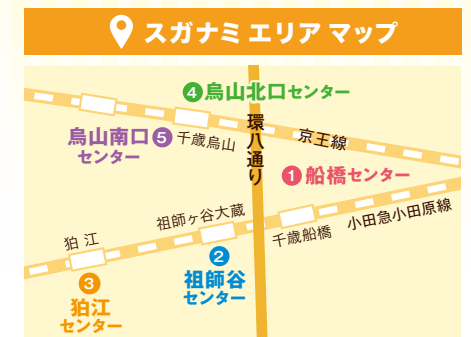 スガナミ エリア マップ
④烏山北口センター
環八通り
京王線
烏山南口⑤
センター
千歳烏山
①船橋センター
祖師ヶ谷大蔵
小田急小田原線
千歳船橋
狛江
②
祖師谷
センター
③
狛江
センター